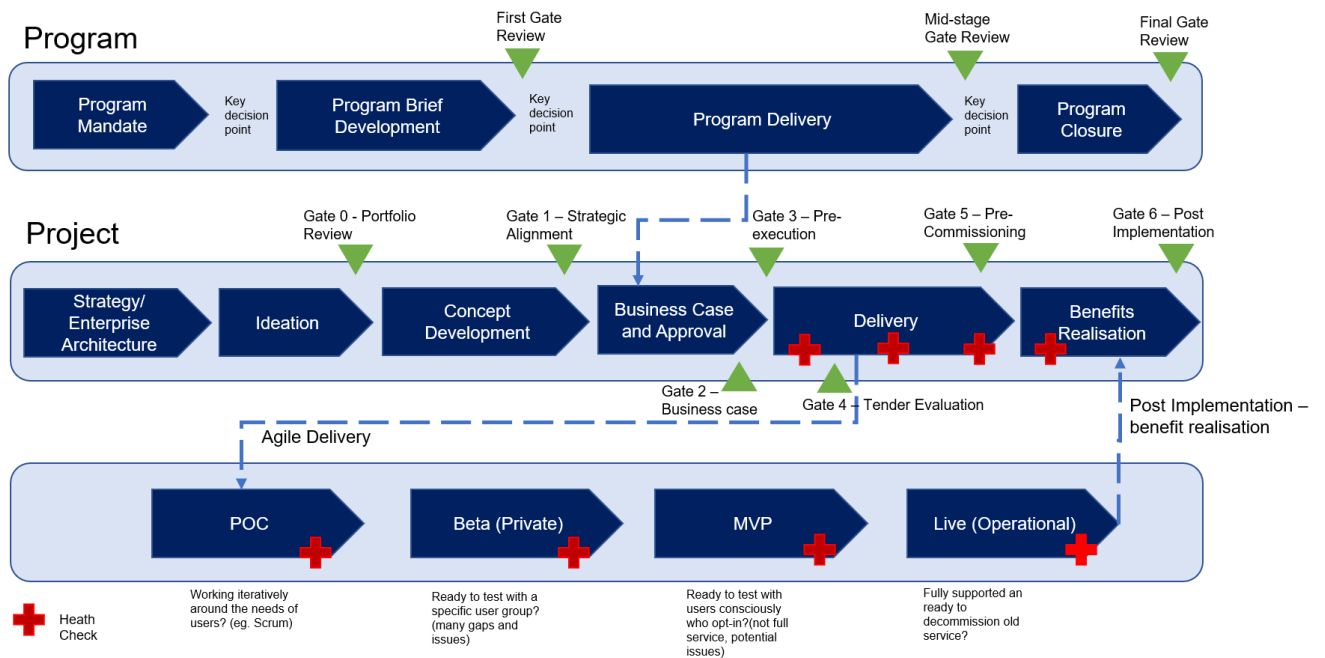 First Gate
Review
Mid-stage
Gate Review
Final Gate
Review
Program
Program
Mandate
Key
decision
point
Program Brief
Development
Key
decision
point
Program Delivery
Key
decision
point
Program
Closure
Project
Gate 0 - Portfolio
Review
Gate 1 – Strategic
Alignment
Gate 3 – Pre-
execution
Gate 5 – Pre-
Commissioning
Gate 6 – Post
Implementation
Strategy/
Enterprise
Architecture
Ideation
Concept
Development
Business Case
and Approval
Delivery
Benefits
Realisation
Gate 2 –
Business case
Gate 4 – Tender Evaluation
Post Implementation –
benefit realisation
Agile Delivery
POC
Beta (Private)
MVP
Live (Operational)
Working iteratively
around the needs of
users? (eg. Scrum)
Ready to test with a
specific user group?
(many gaps and
issues)
Ready to test with
users consciously
who opt-in?(not full
service, potential
issues)
Fully supported an
ready to
decommission old
service?
Heath
Check